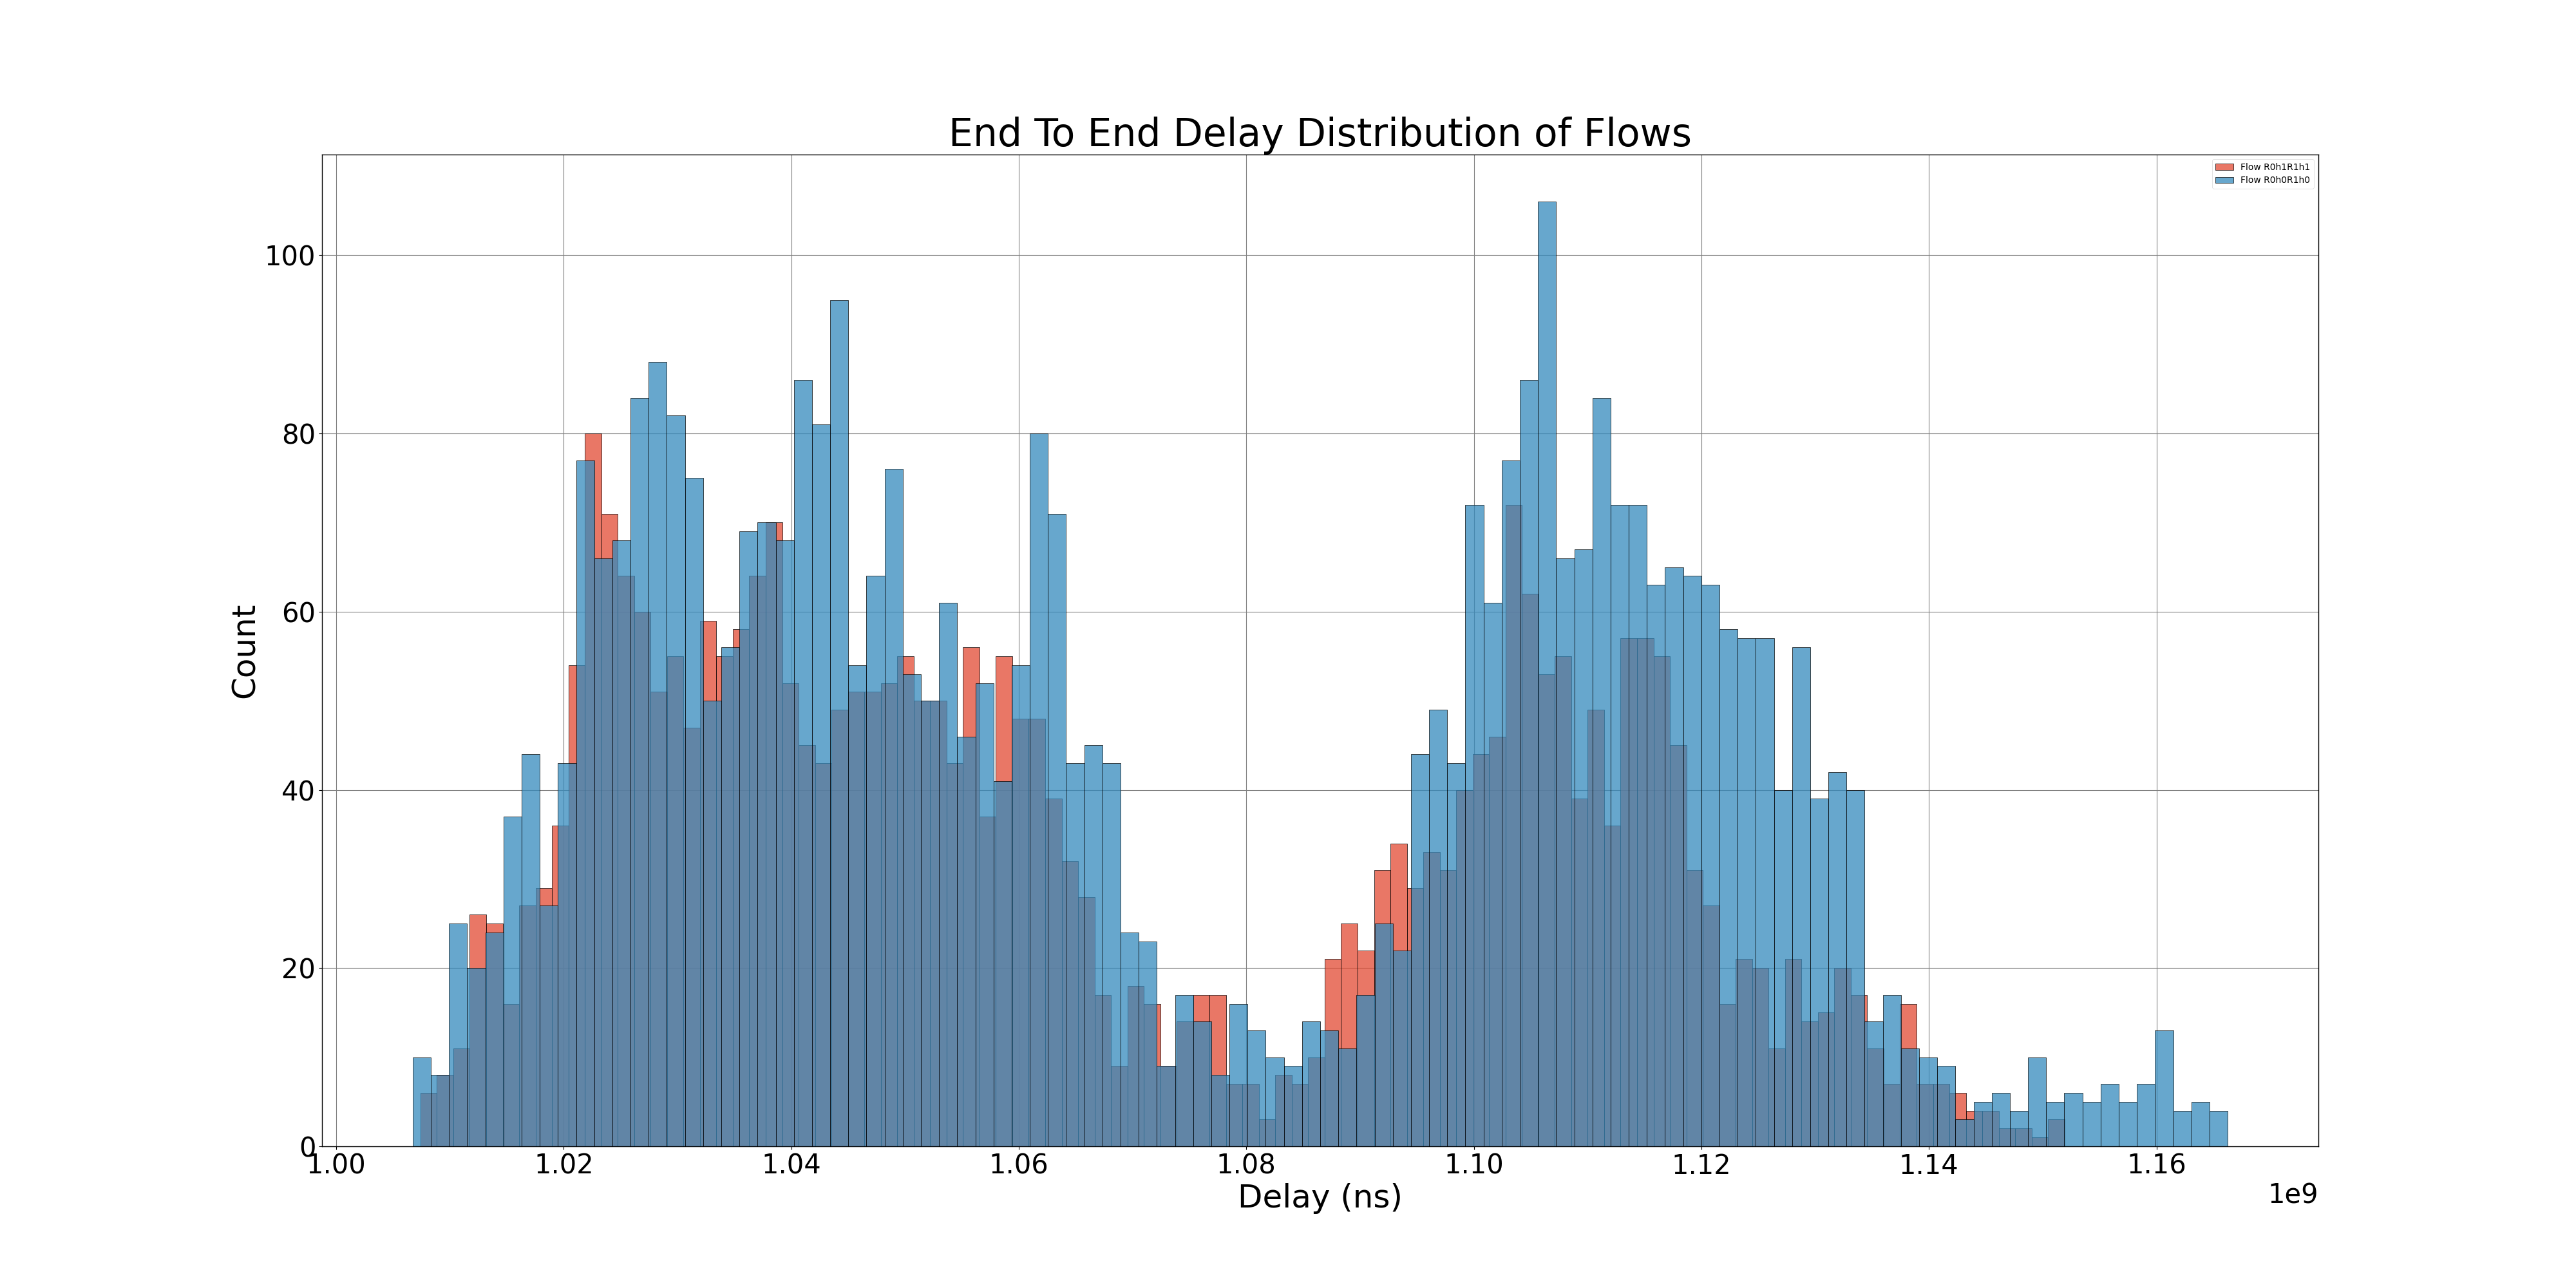 End To End Delay Distribution of Flows
Flow R0h1R1h1
Flow R0h0R1h0
100
80
60
40
20
0
Count
1.00 1.02 1.04 1.06 1.08 1.10 1.12 1.14 1.16
Delay (ns)
1e9